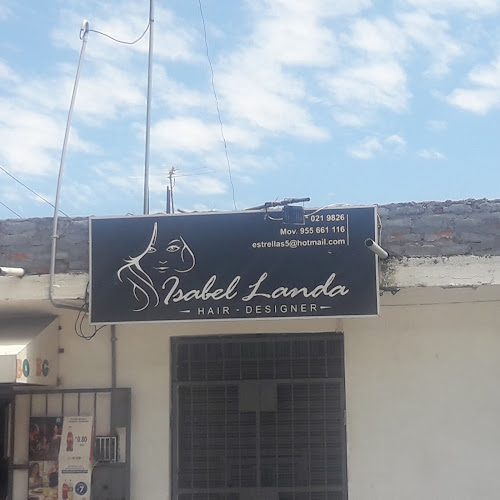 021 9826
Mov. 955 661 116
estrellas5@hotmail.com
Isabel Landa
HAIR - DESIGNER